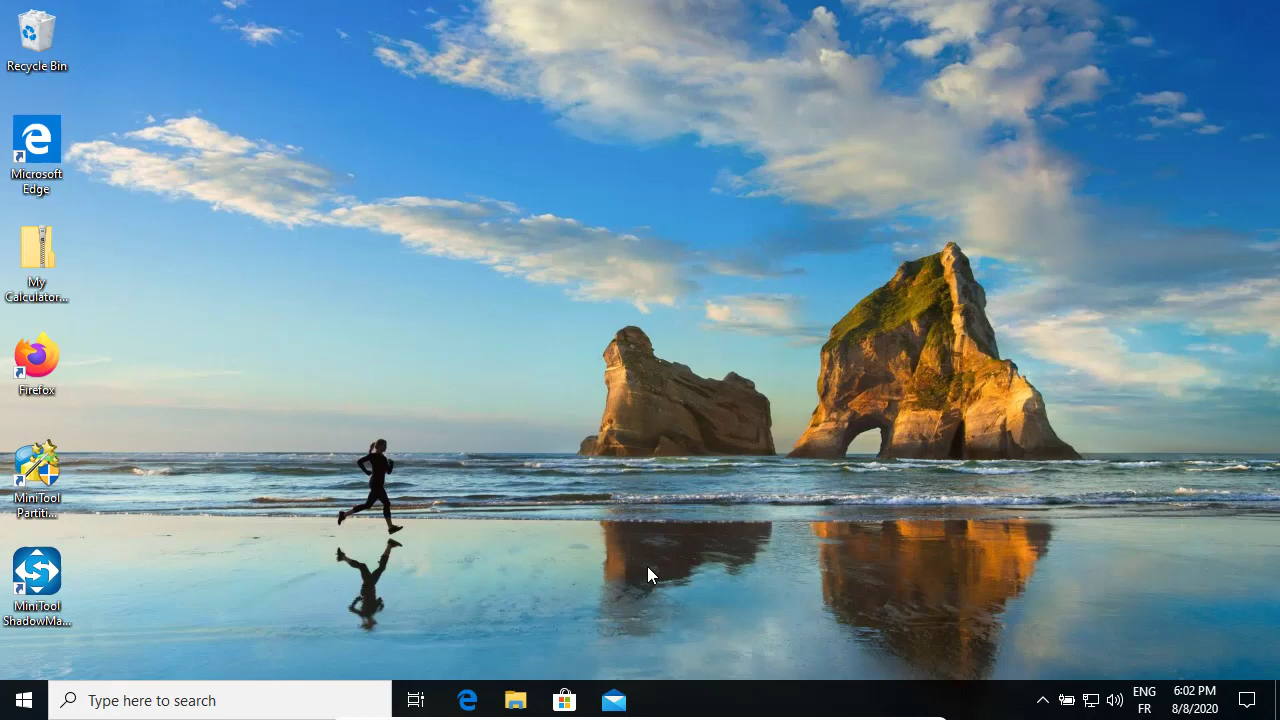 Recycle Bin
Microsoft
Edge
My
Calculator...
Firefox
MiniTool
Partiti...
MiniTool
ShadowMa...
Type here to search
ENG
FR
6:02 PM
8/8/2020